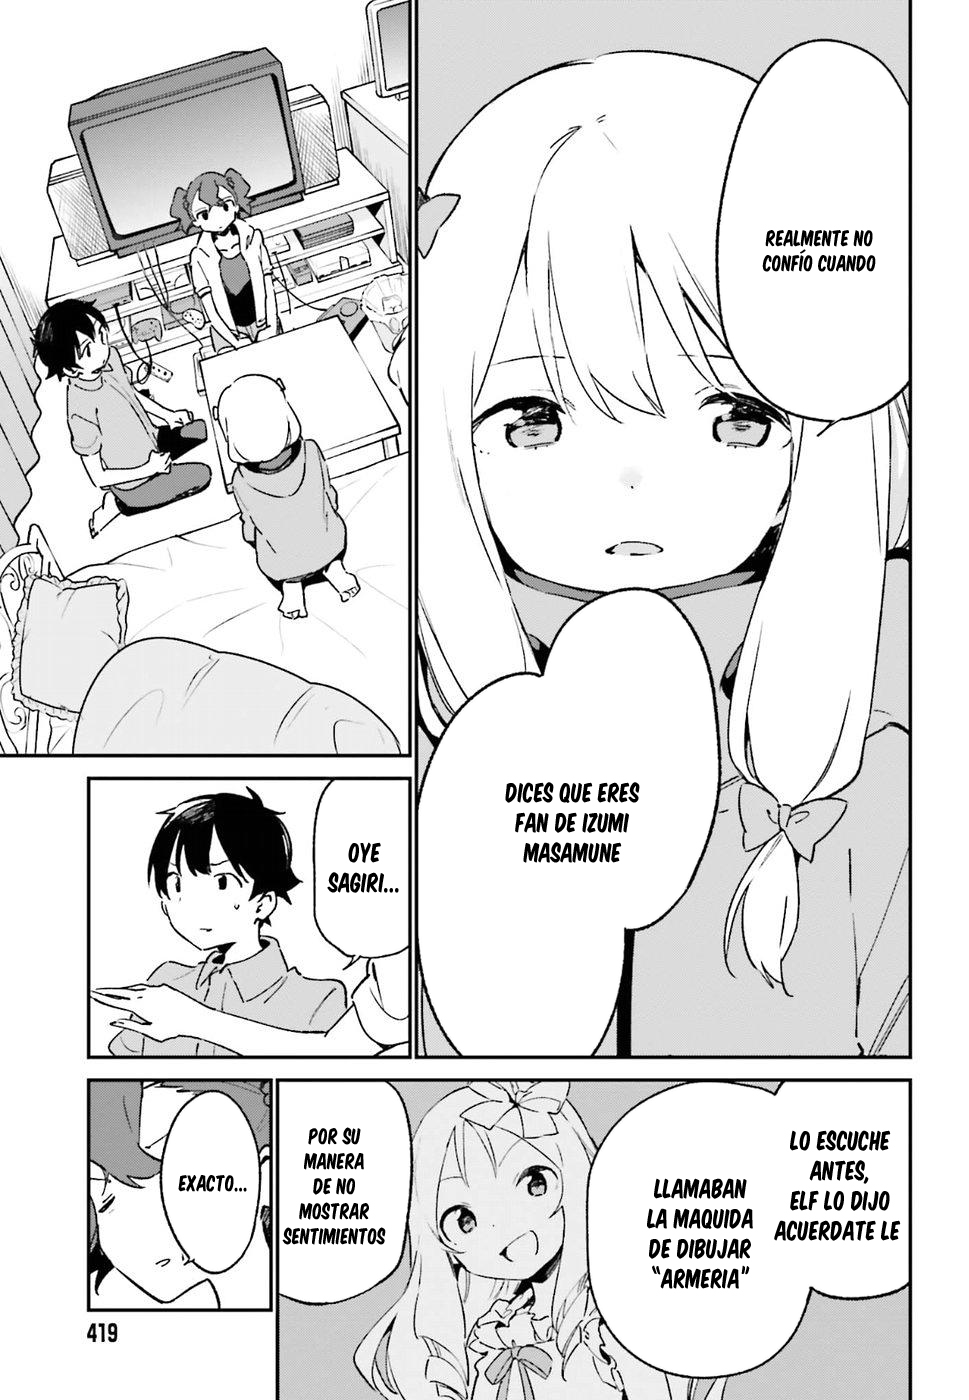 REALMENTE NO
CONFÍO CUANDO
DICES QUE ERES
FAN DE IZUMI
MASAMUNE
OYE
SAGIRI...
LO ESCUCHE
ANTES,
ELF LO DIJO
ACUERDATE LE
LLAMABAN
LA MAQUIDA
DE DIBUJAR
"ARMERIA"
POR SU
MANERA
DE NO
MOSTRAR
SENTIMIENTOS
EXACTO...
419